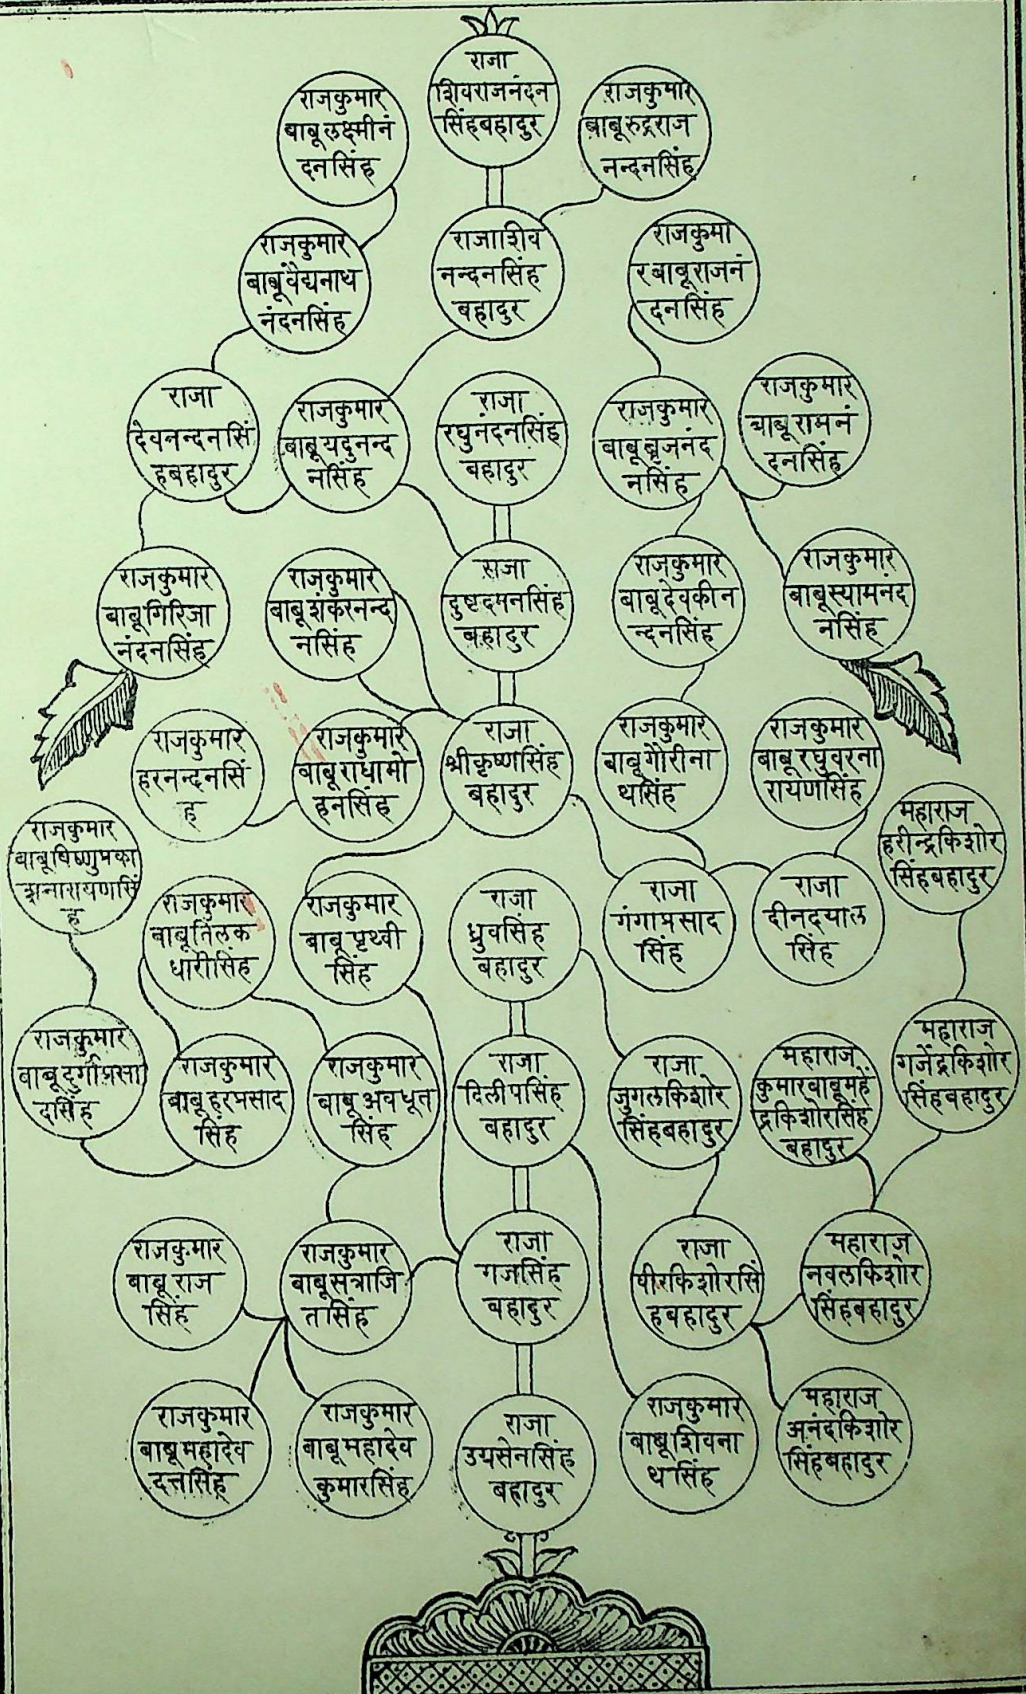 राजा
शिवराजनंदन
सिंहबहादुर
राजकुमार
बाबूलक्ष्मीनं
दनसिंह
राजकुमार
बाबूरुद्रराज
नन्दनसिंह
राजकुमार
बाबूवैद्यनाथ
नंदनसिंह
राजाशिव
नन्दनसिंह
बहादुर
राजकुमा
रबाबूराजनं
दनसिंह
राजा
देवनन्दनसिं
हबहादुर
राजकुमार
बाबूयदुनन्द
नसिंह
राजा
रघुनंदनसिंह
बहादुर
राजकुमार
बाबूब्रजनंद
नसिंह
राजकुमार
बाबूरामनं
दनसिंह
राजकुमार
बाबूगिरिजा
नंदनसिंह
राजकुमार
बाबूशंकरनन्द
नसिंह
राजा
दुष्टदमनसिंह
बहादुर
राजकुमार
बाबूदेवकीन
न्दनसिंह
राजकुमार
बाबूस्यामनंद
नसिंह
राजकुमार
हरनन्दनसिं
ह
राजकुमार
बाबूराधामो
हनसिंह
राजा
श्रीकृष्णसिंह
बहादुर
राजकुमार
बाबूगौरीना
थसिंह
राजकुमार
बाबूरघुवरना
रायणसिंह
राजकुमार
बाबूविष्णुप्रका
शनारायणसिं
ह
राजकुमार
बाबूतिलक
धारीसिंह
राजकुमार
बाबूपृथ्वी
सिंह
राजा
ध्रुवसिंह
बहादुर
राजा
गंगाप्रसाद
सिंह
राजा
दीनदयाल
सिंह
महाराज
हरीन्द्रकिशोर
सिंहबहादुर
राजकुमार
बाबूदुर्गाप्रसा
दसिंह
राजकुमार
बाबूहरप्रसाद
सिंह
राजकुमार
बाबूअवधूत
सिंह
राजा
दिलीपसिंह
बहादुर
राजा
जुगलकिशोर
सिंहबहादुर
महाराज
कुमारबाबूमहें
द्रकिशोरसिंह
बहादुर
महाराज
गजेंद्रकिशोर
सिंहबहादुर
राजकुमार
बाबूराज
सिंह
राजकुमार
बाबूसत्राजि
तसिंह
राजा
गजसिंह
बहादुर
राजा
वीरकिशोरसिं
हबहादुर
महाराज
नवलकिशोर
सिंहबहादुर
राजकुमार
बाबूमहादेव
दत्तसिंह
राजकुमार
बाबूमहादेव
कुमारसिंह
राजा
उग्रसेनसिंह
बहादुर
राजकुमार
बाबूशिवना
थसिंह
महाराज
अनंदकिशोर
सिंहबहादुर